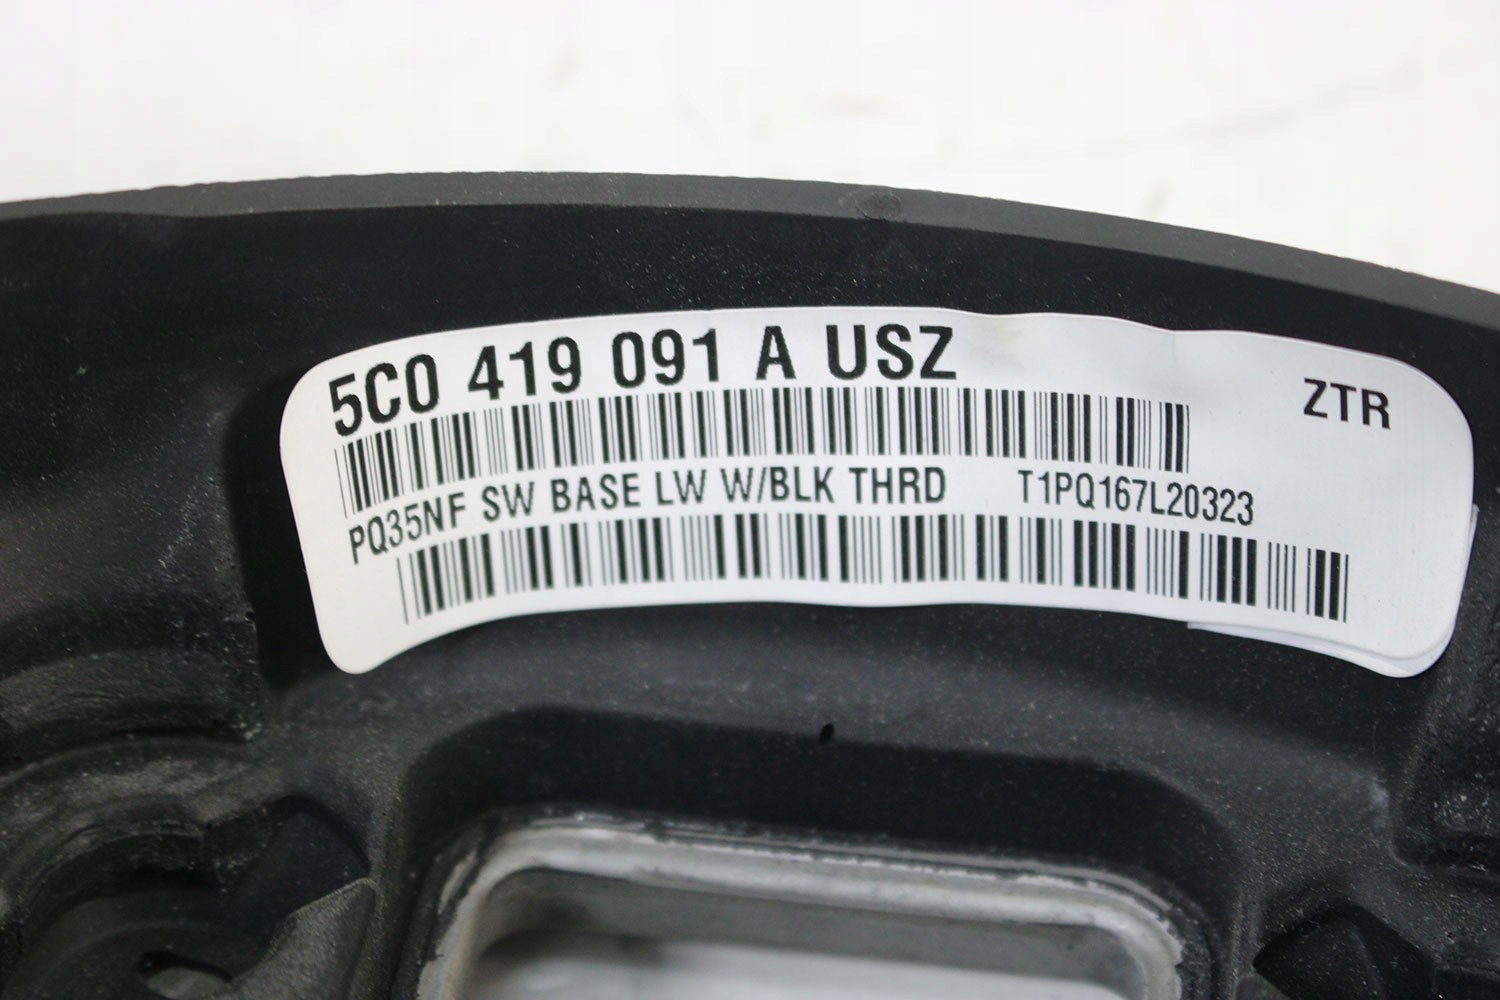 5C0 419 091 A USZ
ZTR
PQ35NF SW BASE LW W/BLK THRD T1PQ167L20323